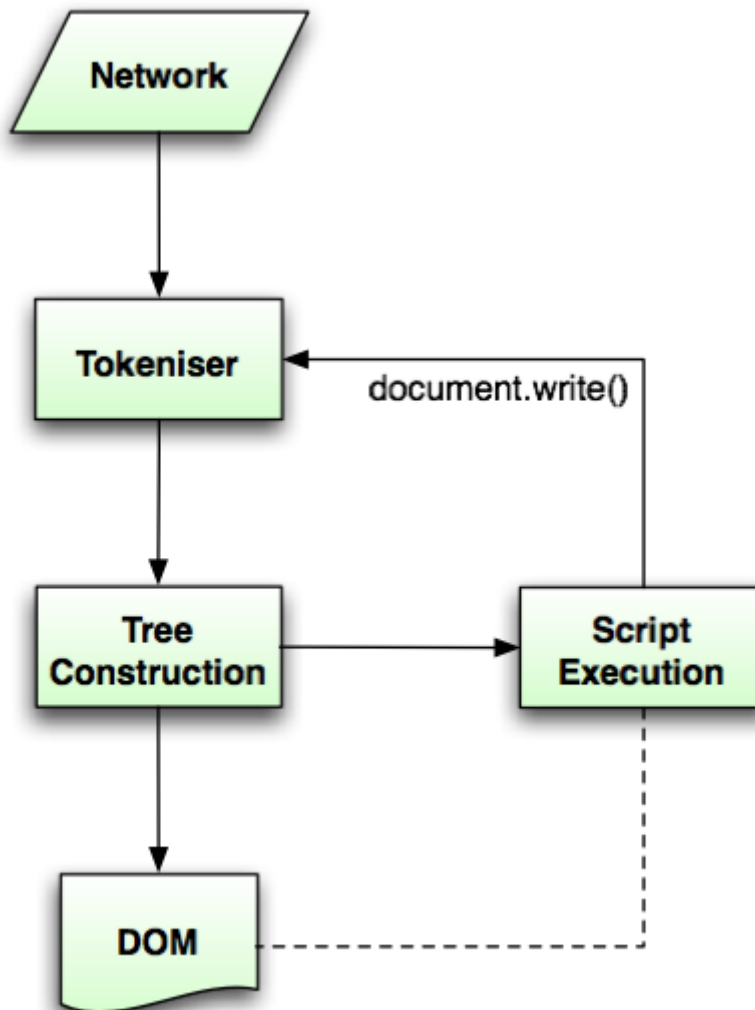 Network
Tokeniser
document.write()
Tree
Construction
Script
Execution
DOM